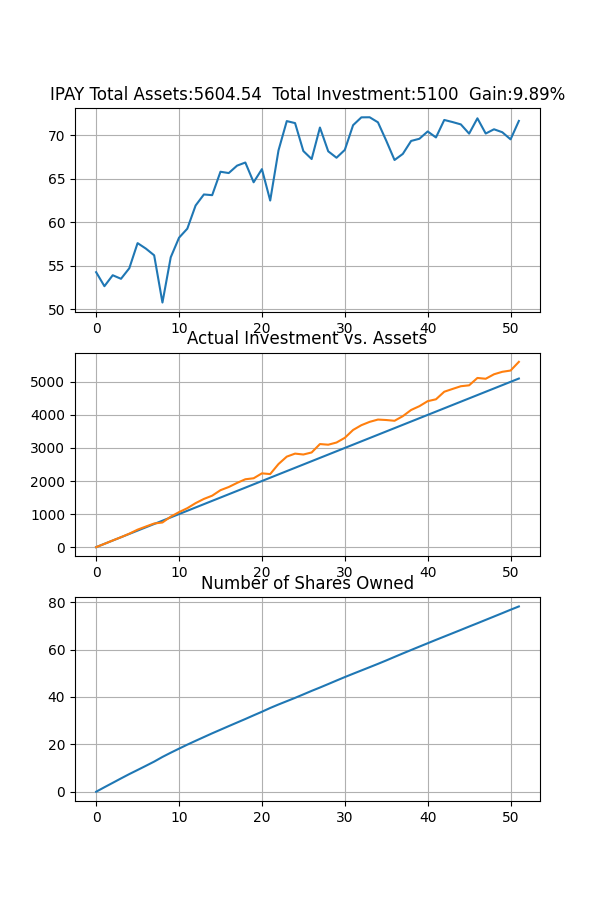 IPAY Total Assets:5604.54  Total Investment:5100  Gain:9.89%
70
65
60
55
50
0 10 20 30 40 50
Actual Investment vs. Assets
5000
4000
3000
2000
1000
0
0 10 20 30 40 50
Number of Shares Owned
80
60
40
20
0
0 10 20 30 40 50